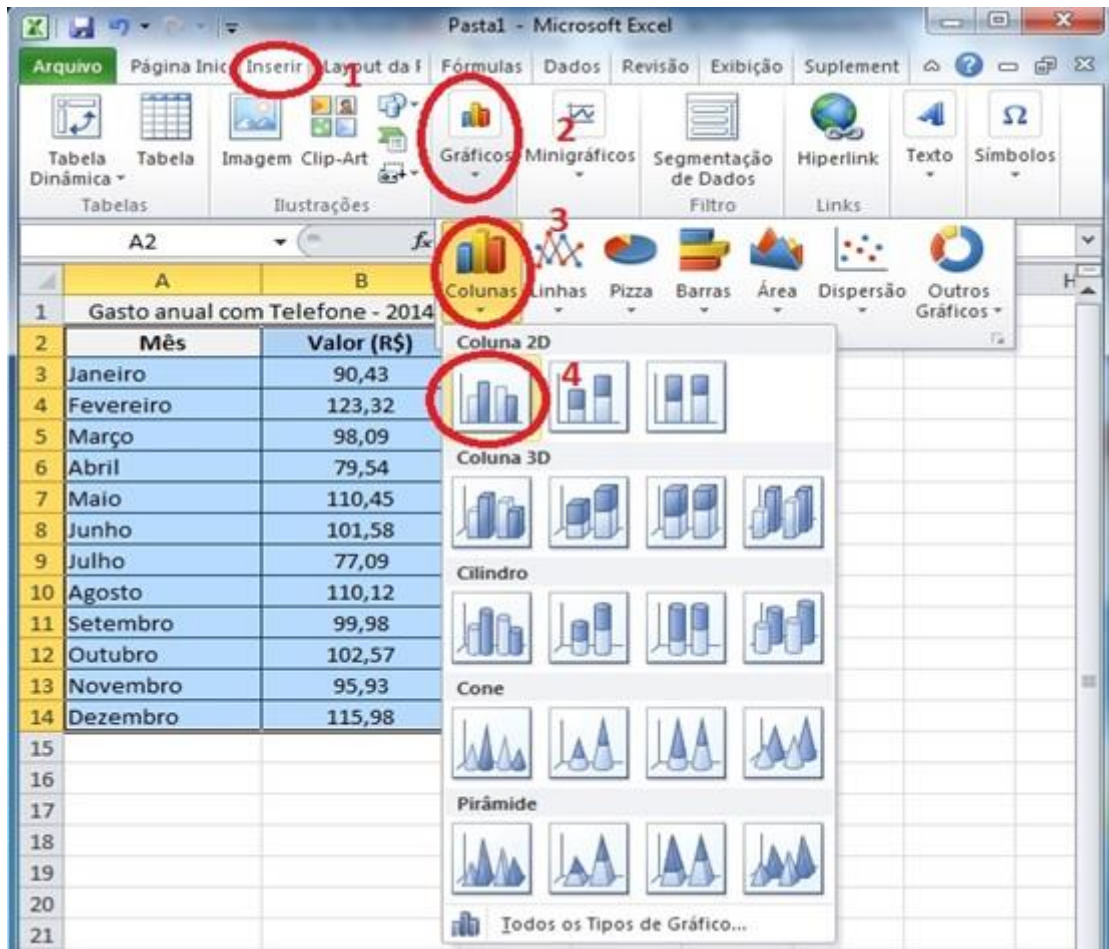 Pasta1 - Microsoft Excel
Arquivo Página Inic Inserir Layout da F Fórmulas Dados Revisão Exibição Suplement
1
Tabela Dinâmica Tabela Imagem Clip-Art Gráficos Minigráficos Segmentação de Dados Hiperlink Texto Símbolos
2
Tabelas Ilustrações Filtro Links
A2 fx
3
Colunas Linhas Pizza Barras Área Dispersão Outros Gráficos
A B H
1 Gasto anual com Telefone - 2014
2 Mês Valor (R$)
3 Janeiro 90,43
4 Fevereiro 123,32
5 Março 98,09
6 Abril 79,54
7 Maio 110,45
8 Junho 101,58
9 Julho 77,09
10 Agosto 110,12
11 Setembro 99,98
12 Outubro 102,57
13 Novembro 95,93
14 Dezembro 115,98
15
16
17
18
19
20
21
Coluna 2D
4
Coluna 3D
Cilindro
Cone
Pirâmide
Todos os Tipos de Gráfico...